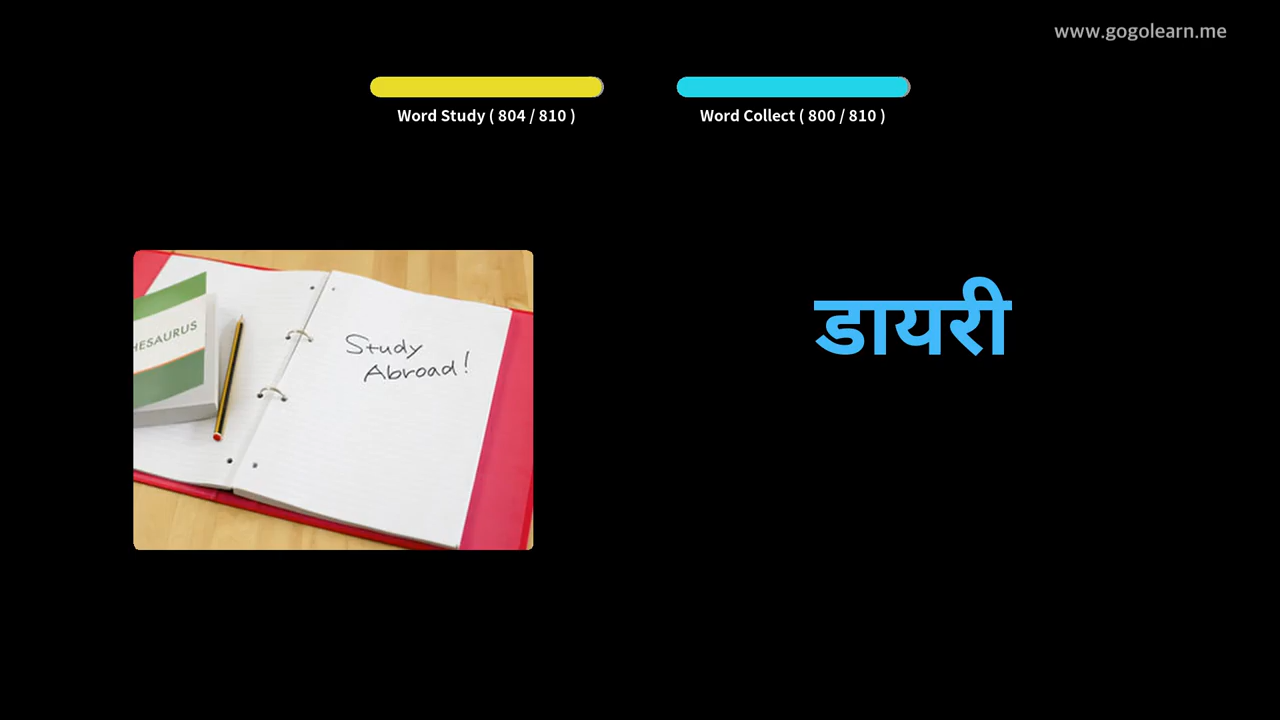 www.gogolearn.me
Word Study ( 804 / 810 )
Word Collect ( 800 / 810 )
HESAURUS
Study
Abroad!
डायरी